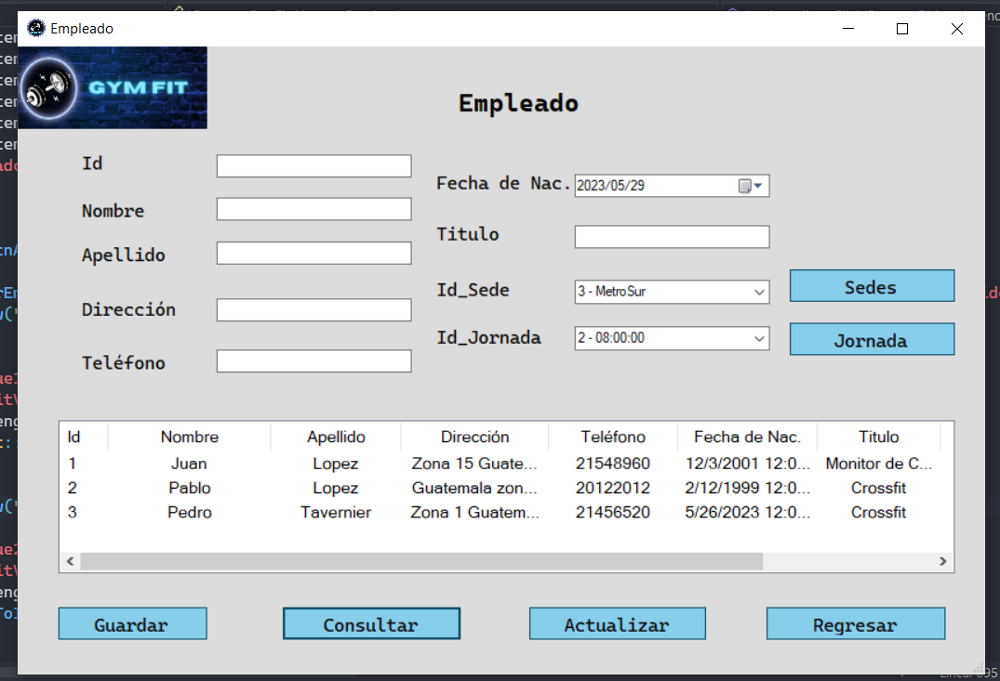 Empleado
GYM FIT
Empleado
Id
Nombre
Apellido
Dirección
Teléfono
Fecha de Nac. 2023/05/29
Titulo
Id_Sede 3 - MetroSur Sedes
Id_Jornada 2 - 08:00:00 Jornada
Id Nombre Apellido Dirección Teléfono Fecha de Nac. Titulo
1 Juan Lopez Zona 15 Guate... 21548960 12/3/2001 12:0... Monitor de C...
2 Pablo Lopez Guatemala zon... 20122012 2/12/1999 12:0... Crossfit
3 Pedro Tavernier Zona 1 Guatem... 21456520 5/26/2023 12:0... Crossfit
Guardar Consultar Actualizar Regresar